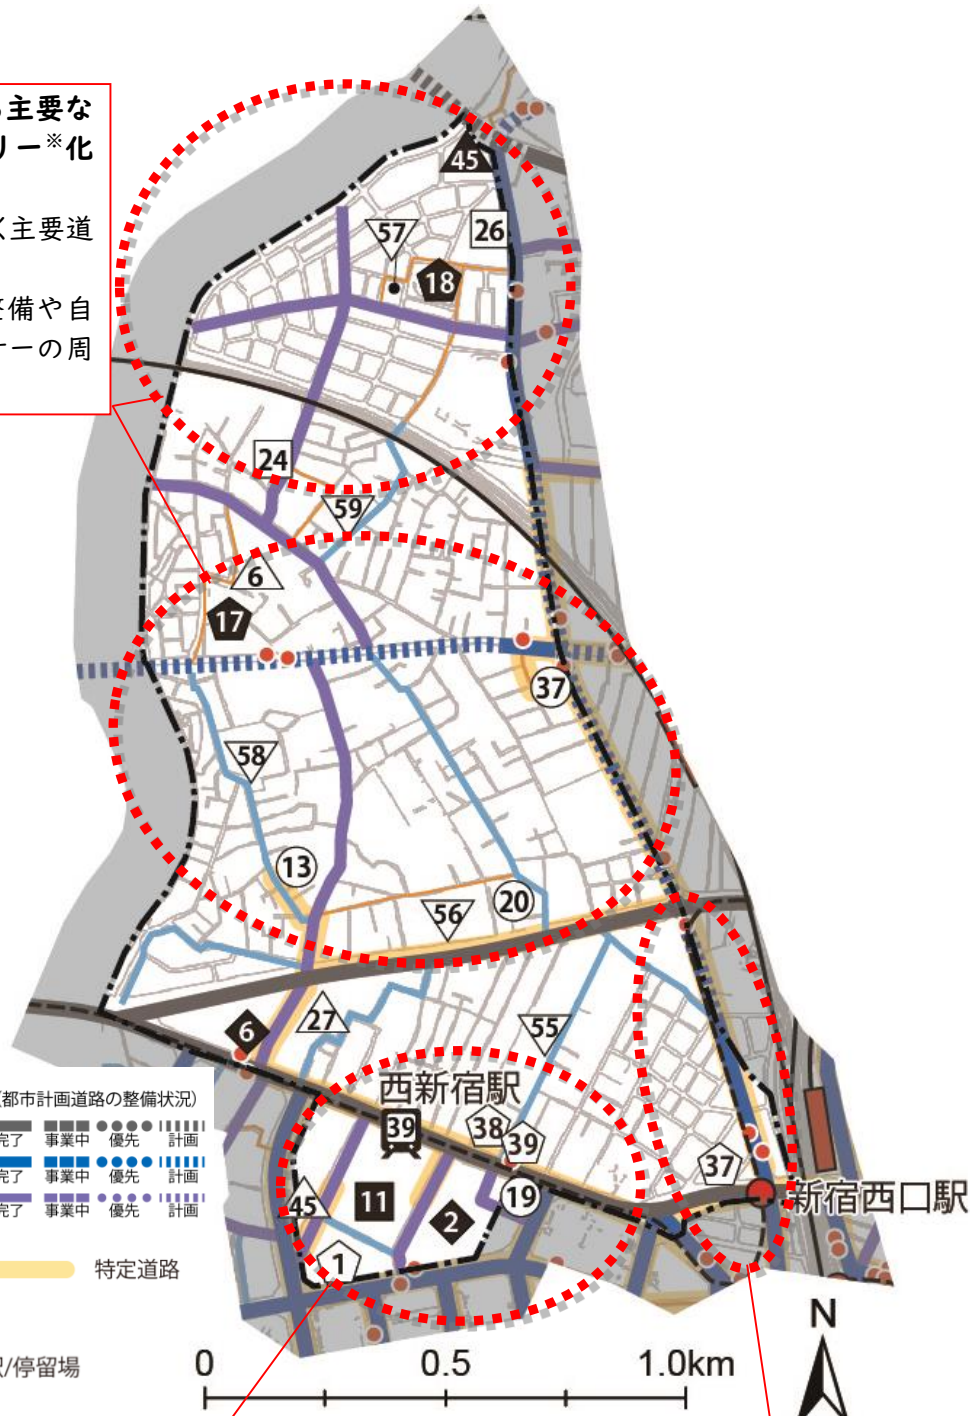 る主要な
リー※化
く主要道
整備や自
ナーの周
45
57
26
18
24
59
6
17
37
58
13
56
20
6
27
55
西新宿駅
39
38
39
37
新宿西口駅
45
11
2
19
1
(都市計画道路の整備状況)
完了 事業中 優先 計画
完了 事業中 優先 計画
完了 事業中 優先 計画
特定道路
駅/停留場
0 0.5 1.0km
N